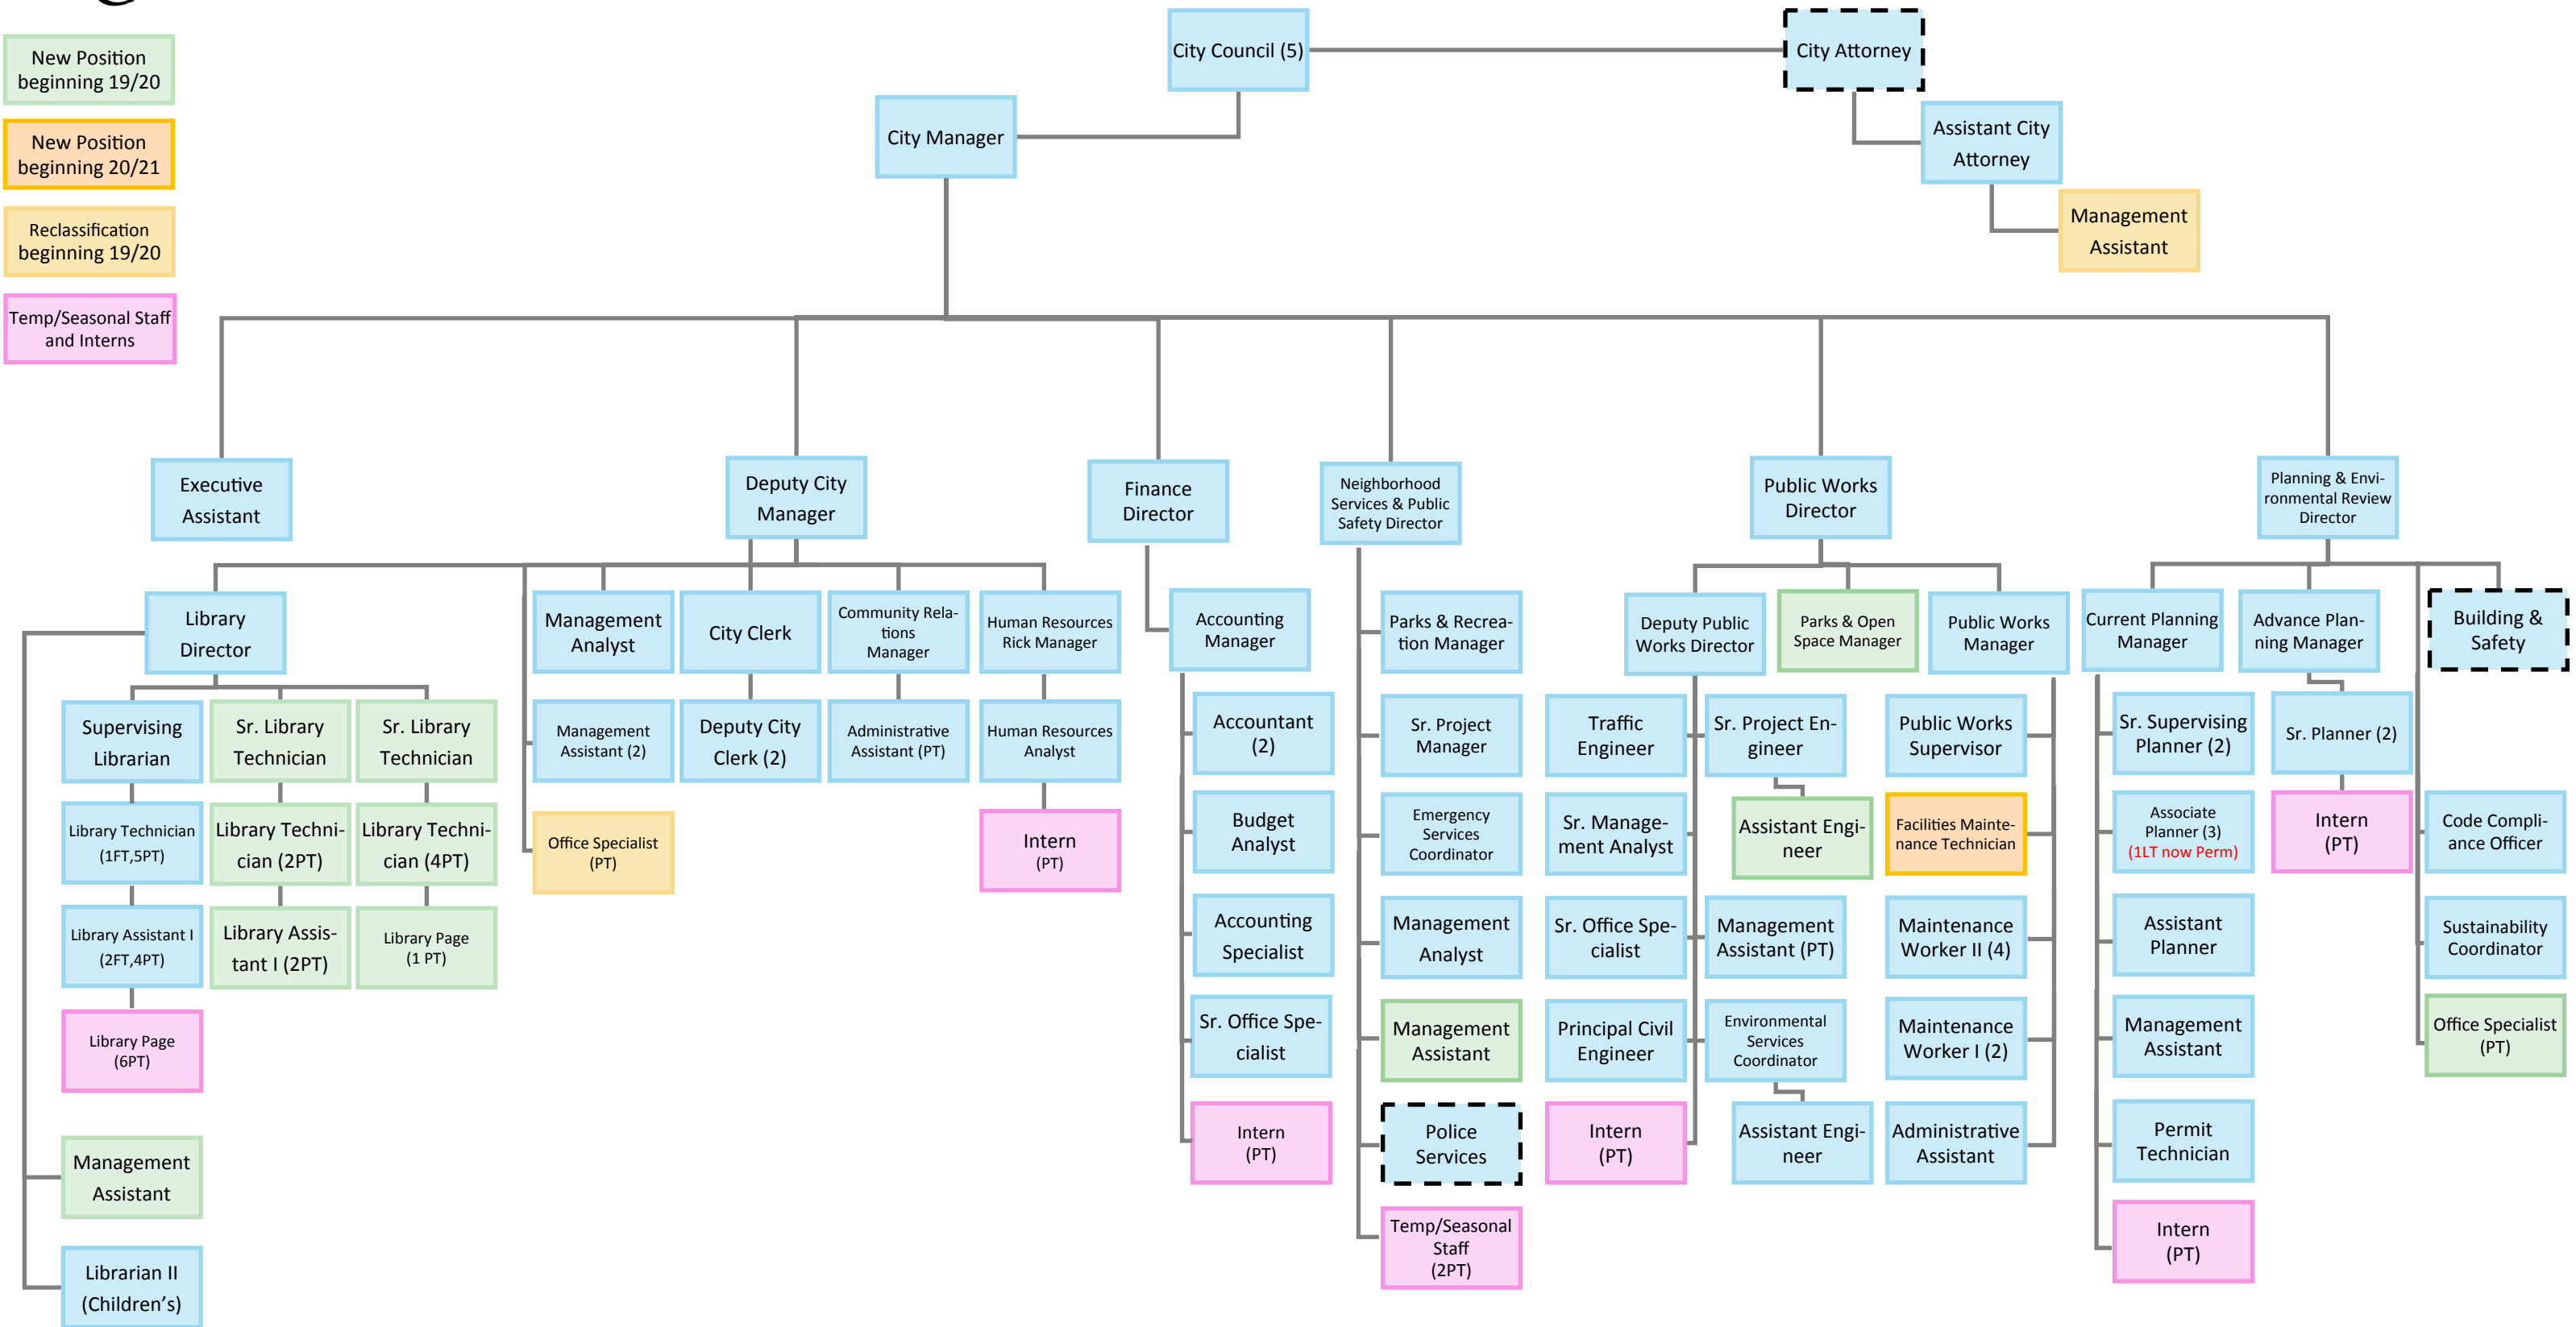 New Position
beginning 19/20
New Position
beginning 20/21
Reclassification
beginning 19/20
Temp/Seasonal Staff
and Interns
City Council (5)
City Attorney
City Manager
Assistant City
Attorney
Management
Assistant
Executive
Assistant
Deputy City
Manager
Finance
Director
Neighborhood
Services & Public
Safety Director
Public Works
Director
Planning & Envi-
ronmental Review
Director
Library
Director
Management
Analyst
City Clerk
Community Rela-
tions
Manager
Human Resources
Rick Manager
Accounting
Manager
Parks & Recrea-
tion Manager
Deputy Public
Works Director
Parks & Open
Space Manager
Public Works
Manager
Current Planning
Manager
Advance Plan-
ning Manager
Building &
Safety
Supervising
Librarian
Sr. Library
Technician
Sr. Library
Technician
Management
Assistant (2)
Deputy City
Clerk (2)
Administrative
Assistant (PT)
Human Resources
Analyst
Accountant
(2)
Sr. Project
Manager
Traffic
Engineer
Sr. Project En-
gineer
Public Works
Supervisor
Sr. Supervising
Planner (2)
Sr. Planner (2)
Library Technician
(1FT,5PT)
Library Techni-
cian (2PT)
Library Techni-
cian (4PT)
Office Specialist
(PT)
Intern
(PT)
Budget
Analyst
Emergency
Services
Coordinator
Sr. Manage-
ment Analyst
Assistant Engi-
neer
Facilities Mainte-
nance Technician
Associate
Planner (3)
(1LT now Perm)
Intern
(PT)
Code Compli-
ance Officer
Library Assistant I
(2FT,4PT)
Library Assis-
tant I (2PT)
Library Page
(1 PT)
Accounting
Specialist
Management
Analyst
Sr. Office Spe-
cialist
Management
Assistant (PT)
Maintenance
Worker II (4)
Assistant
Planner
Sustainability
Coordinator
Library Page
(6PT)
Sr. Office Spe-
cialist
Management
Assistant
Principal Civil
Engineer
Environmental
Services
Coordinator
Maintenance
Worker I (2)
Management
Assistant
Office Specialist
(PT)
Management
Assistant
Intern
(PT)
Police
Services
Intern
(PT)
Assistant Engi-
neer
Administrative
Assistant
Permit
Technician
Librarian II
(Children's)
Temp/Seasonal
Staff
(2PT)
Intern
(PT)